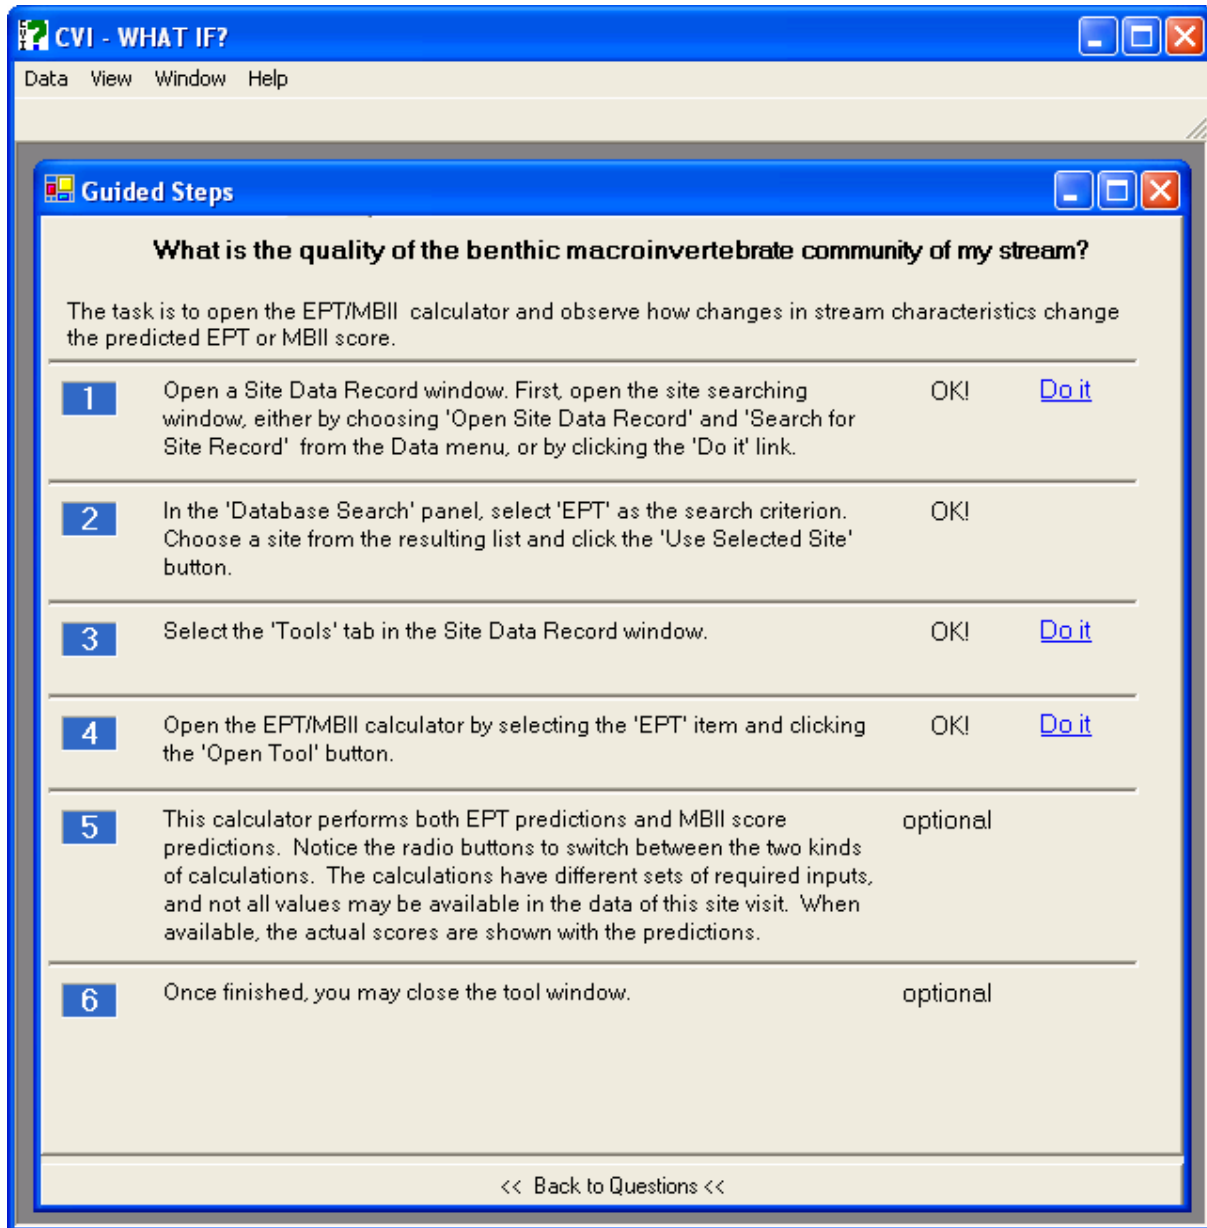 CVI - WHAT IF?
Data View Window Help
Guided Steps
What is the quality of the benthic macroinvertebrate community of my stream?
The task is to open the EPT/MBII calculator and observe how changes in stream characteristics change
the predicted EPT or MBII score.
1 Open a Site Data Record window. First, open the site searching OK! Do it
window, either by choosing 'Open Site Data Record' and 'Search for
Site Record' from the Data menu, or by clicking the 'Do it' link.
2 In the 'Database Search' panel, select 'EPT' as the search criterion. OK!
Choose a site from the resulting list and click the 'Use Selected Site'
button.
3 Select the 'Tools' tab in the Site Data Record window. OK! Do it
4 Open the EPT/MBII calculator by selecting the 'EPT' item and clicking OK! Do it
the 'Open Tool' button.
5 This calculator performs both EPT predictions and MBII score optional
predictions. Notice the radio buttons to switch between the two kinds
of calculations. The calculations have different sets of required inputs,
and not all values may be available in the data of this site visit. When
available, the actual scores are shown with the predictions.
6 Once finished, you may close the tool window. optional
<< Back to Questions <<